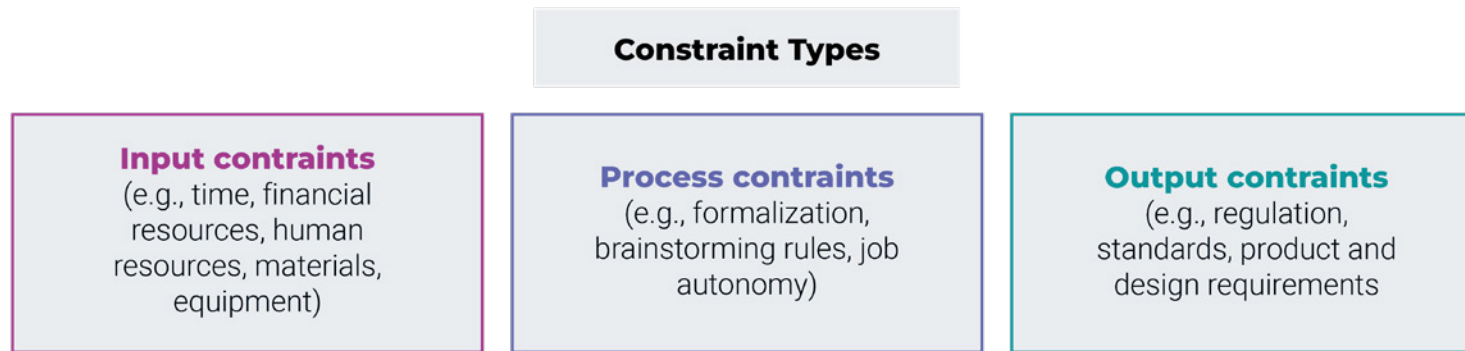 Constraint Types
Input contraints
(e.g., time, financial
resources, human
resources, materials,
equipment)
Process contraints
(e.g., formalization,
brainstorming rules, job
autonomy)
Output contraints
(e.g., regulation,
standards, product and
design requirements